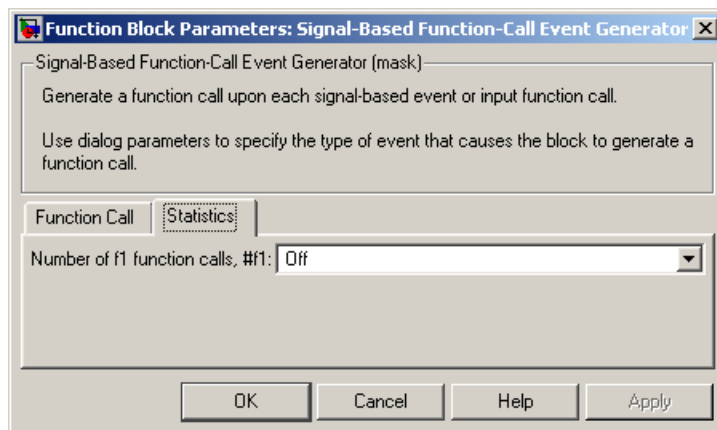 Function Block Parameters: Signal-Based Function-Call Event Generator
Signal-Based Function-Call Event Generator (mask)
Generate a function call upon each signal-based event or input function call.
Use dialog parameters to specify the type of event that causes the block to generate a
function call.
Function Call
Statistics
Number of f1 function calls, #f1:
Off
OK
Cancel
Help
Apply